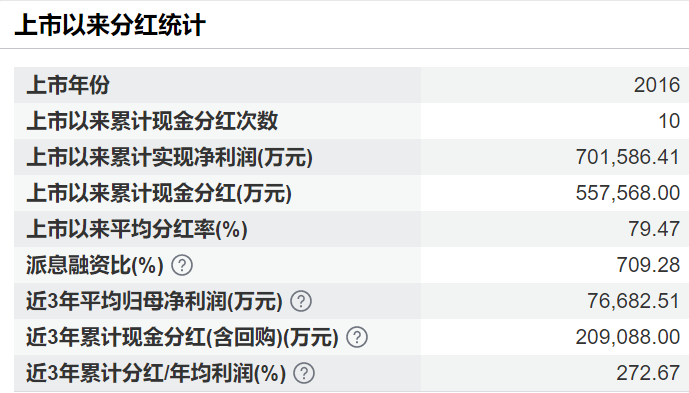 上市以来分红统计
上市年份 2016
上市以来累计现金分红次数 10
上市以来累计实现净利润(万元) 701,586.41
上市以来累计现金分红(万元) 557,568.00
上市以来平均分红率(%) 79.47
派息融资比(%) ? 709.28
近3年平均归母净利润(万元) ? 76,682.51
近3年累计现金分红(含回购)(万元) ? 209,088.00
近3年累计分红/年均利润(%) ? 272.67